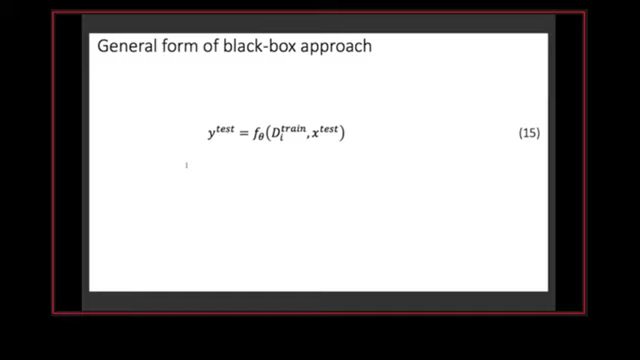 General form of black-box approach
y^{test} = f_θ(D_i^{train}, x^{test}) (15)